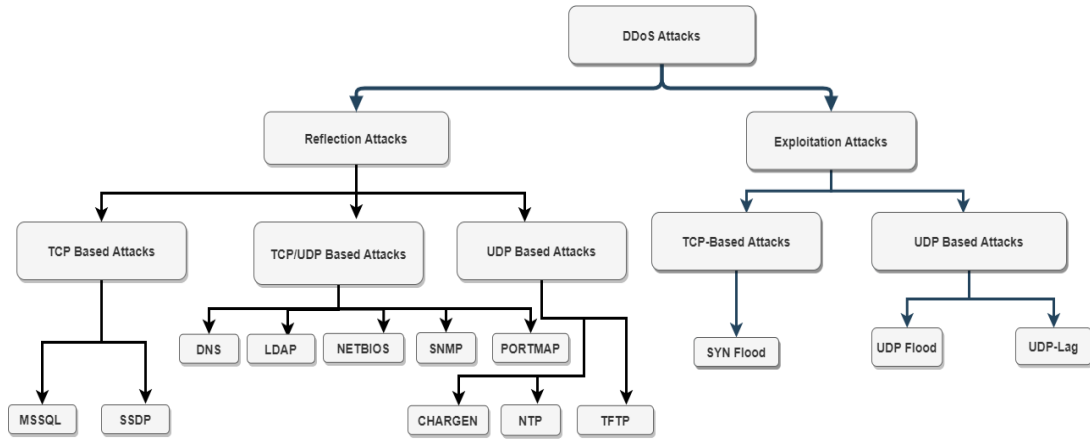 DDoS Attacks
Reflection Attacks
Exploitation Attacks
TCP Based Attacks
TCP/UDP Based Attacks
UDP Based Attacks
TCP-Based Attacks
UDP Based Attacks
DNS
LDAP
NETBIOS
SNMP
PORTMAP
SYN Flood
UDP Flood
UDP-Lag
MSSQL
SSDP
CHARGEN
NTP
TFTP